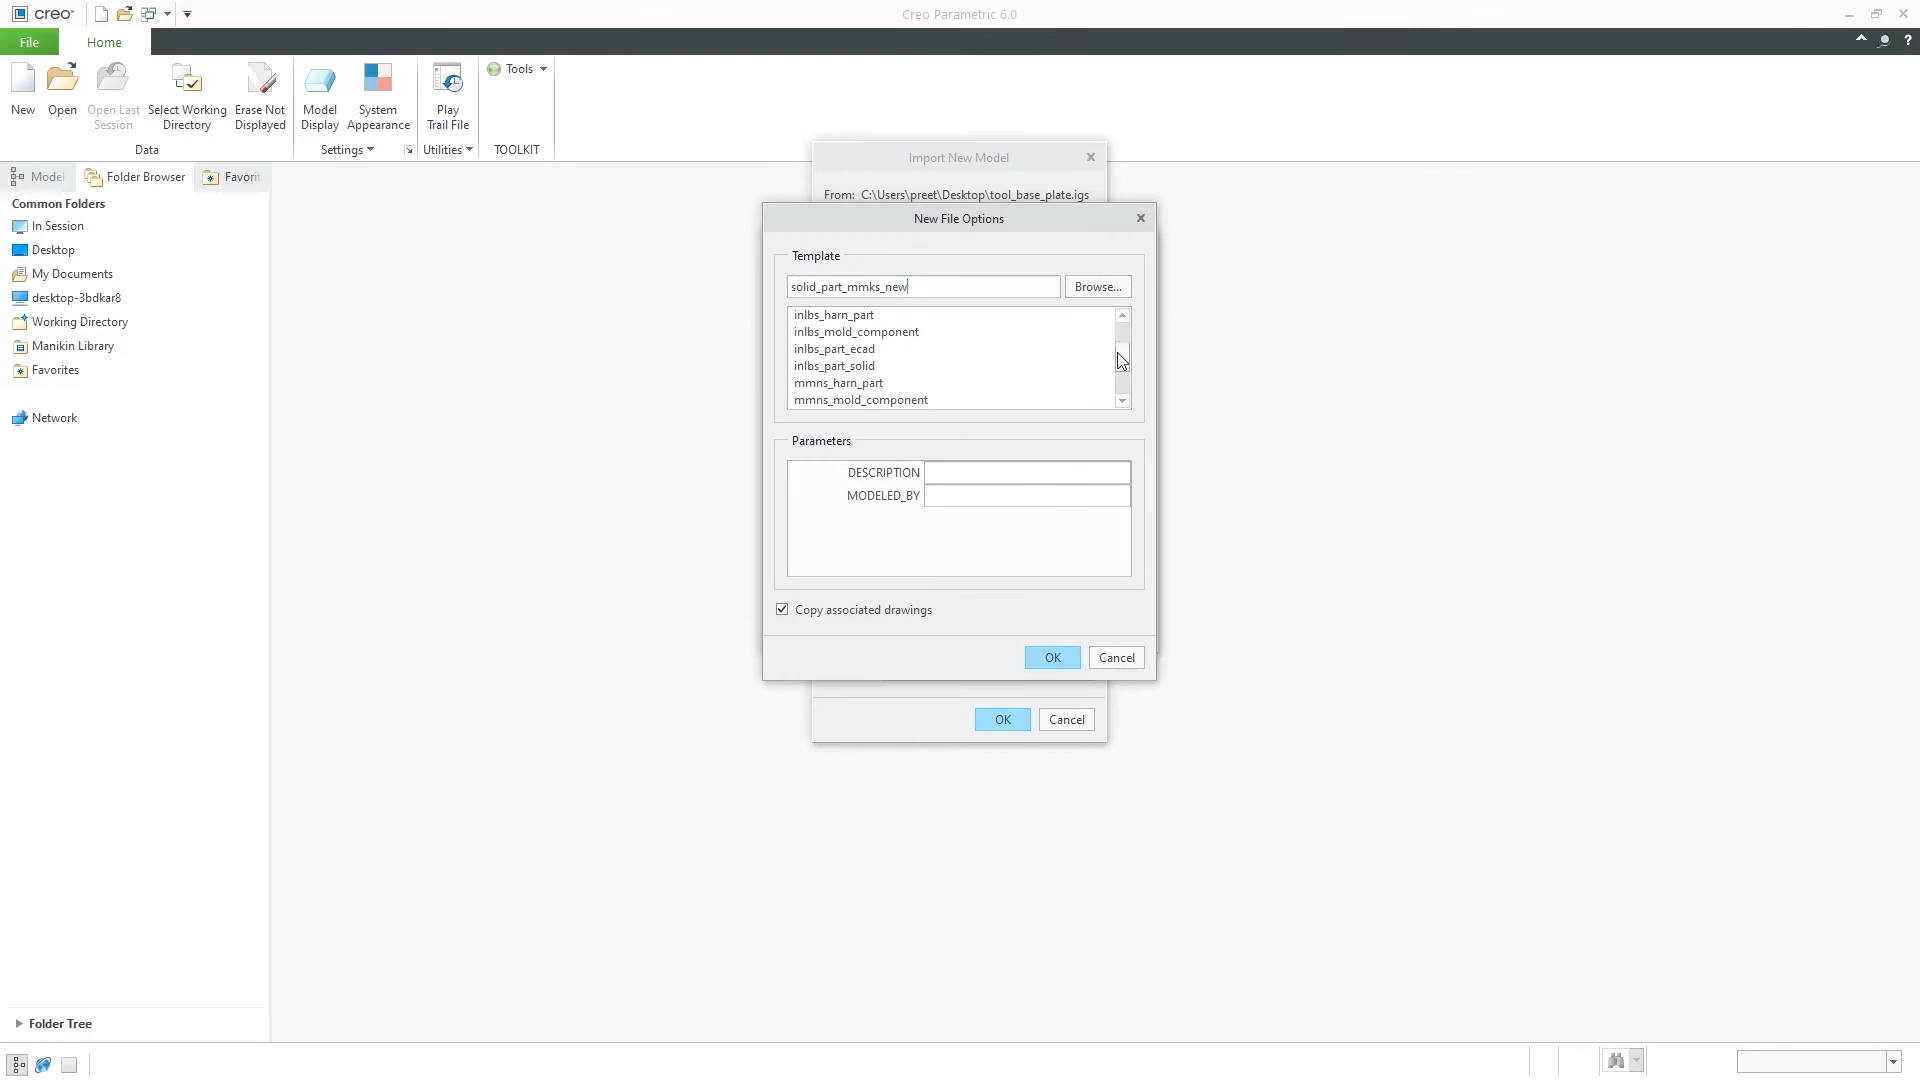 creo
Creo Parametric 6.0
File
Home
?
New
Open
Open Last
Session
Select Working
Directory
Erase Not
Displayed
Model
Display
System
Appearance
Play
Trail File
Tools
Data
Settings
Utilities
TOOLKIT
Model
Folder Browser
Favorit
Common Folders
In Session
Desktop
My Documents
desktop-3bdkar8
Working Directory
Manikin Library
Favorites
Network
Folder Tree
Import New Model
From: C:\Users\preet\Desktop\tool_base_plate.igs
New File Options
Template
solid_part_mmks_new
Browse...
inlbs_harn_part
inlbs_mold_component
inlbs_part_ecad
inlbs_part_solid
mmns_harn_part
mmns_mold_component
Parameters
DESCRIPTION
MODELED_BY
Copy associated drawings
OK
Cancel
OK
Cancel